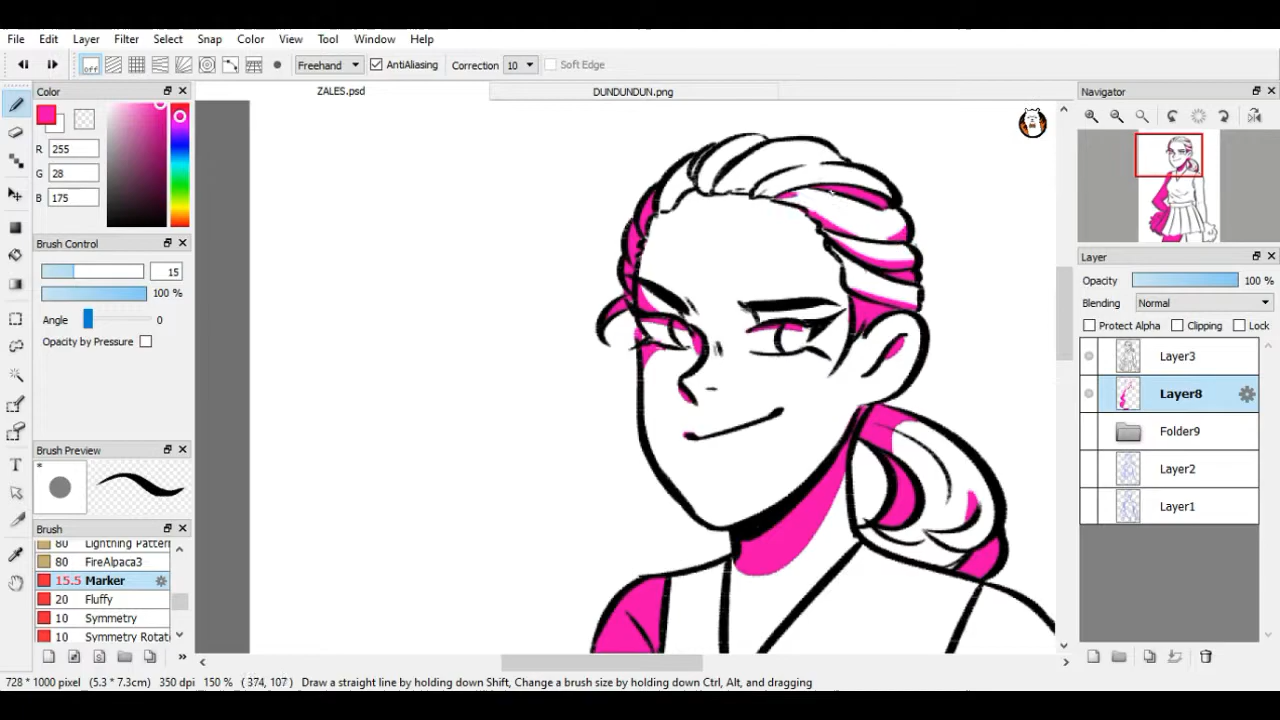 File Edit Layer Filter Select Snap Color View Tool Window Help
off Freehand AntiAliasing Correction 10 Soft Edge
Color ZALES.psd DUNDUNDUN.png Navigator
R 255
G 28
B 175
Brush Control
15
100 %
Angle 0
Opacity by Pressure
Brush Preview
*
Brush
80 Lightning Pattern
80 FireAlpaca3
15.5 Marker
20 Fluffy
10 Symmetry
10 Symmetry Rotat
Layer
Opacity 100 %
Blending Normal
Protect Alpha Clipping Lock
Layer3
Layer8
Folder9
Layer2
Layer1
728 * 1000 pixel (5.3 * 7.3cm) 350 dpi 150 % ( 374, 107 ) Draw a straight line by holding down Shift, Change a brush size by holding down Ctrl, Alt, and dragging